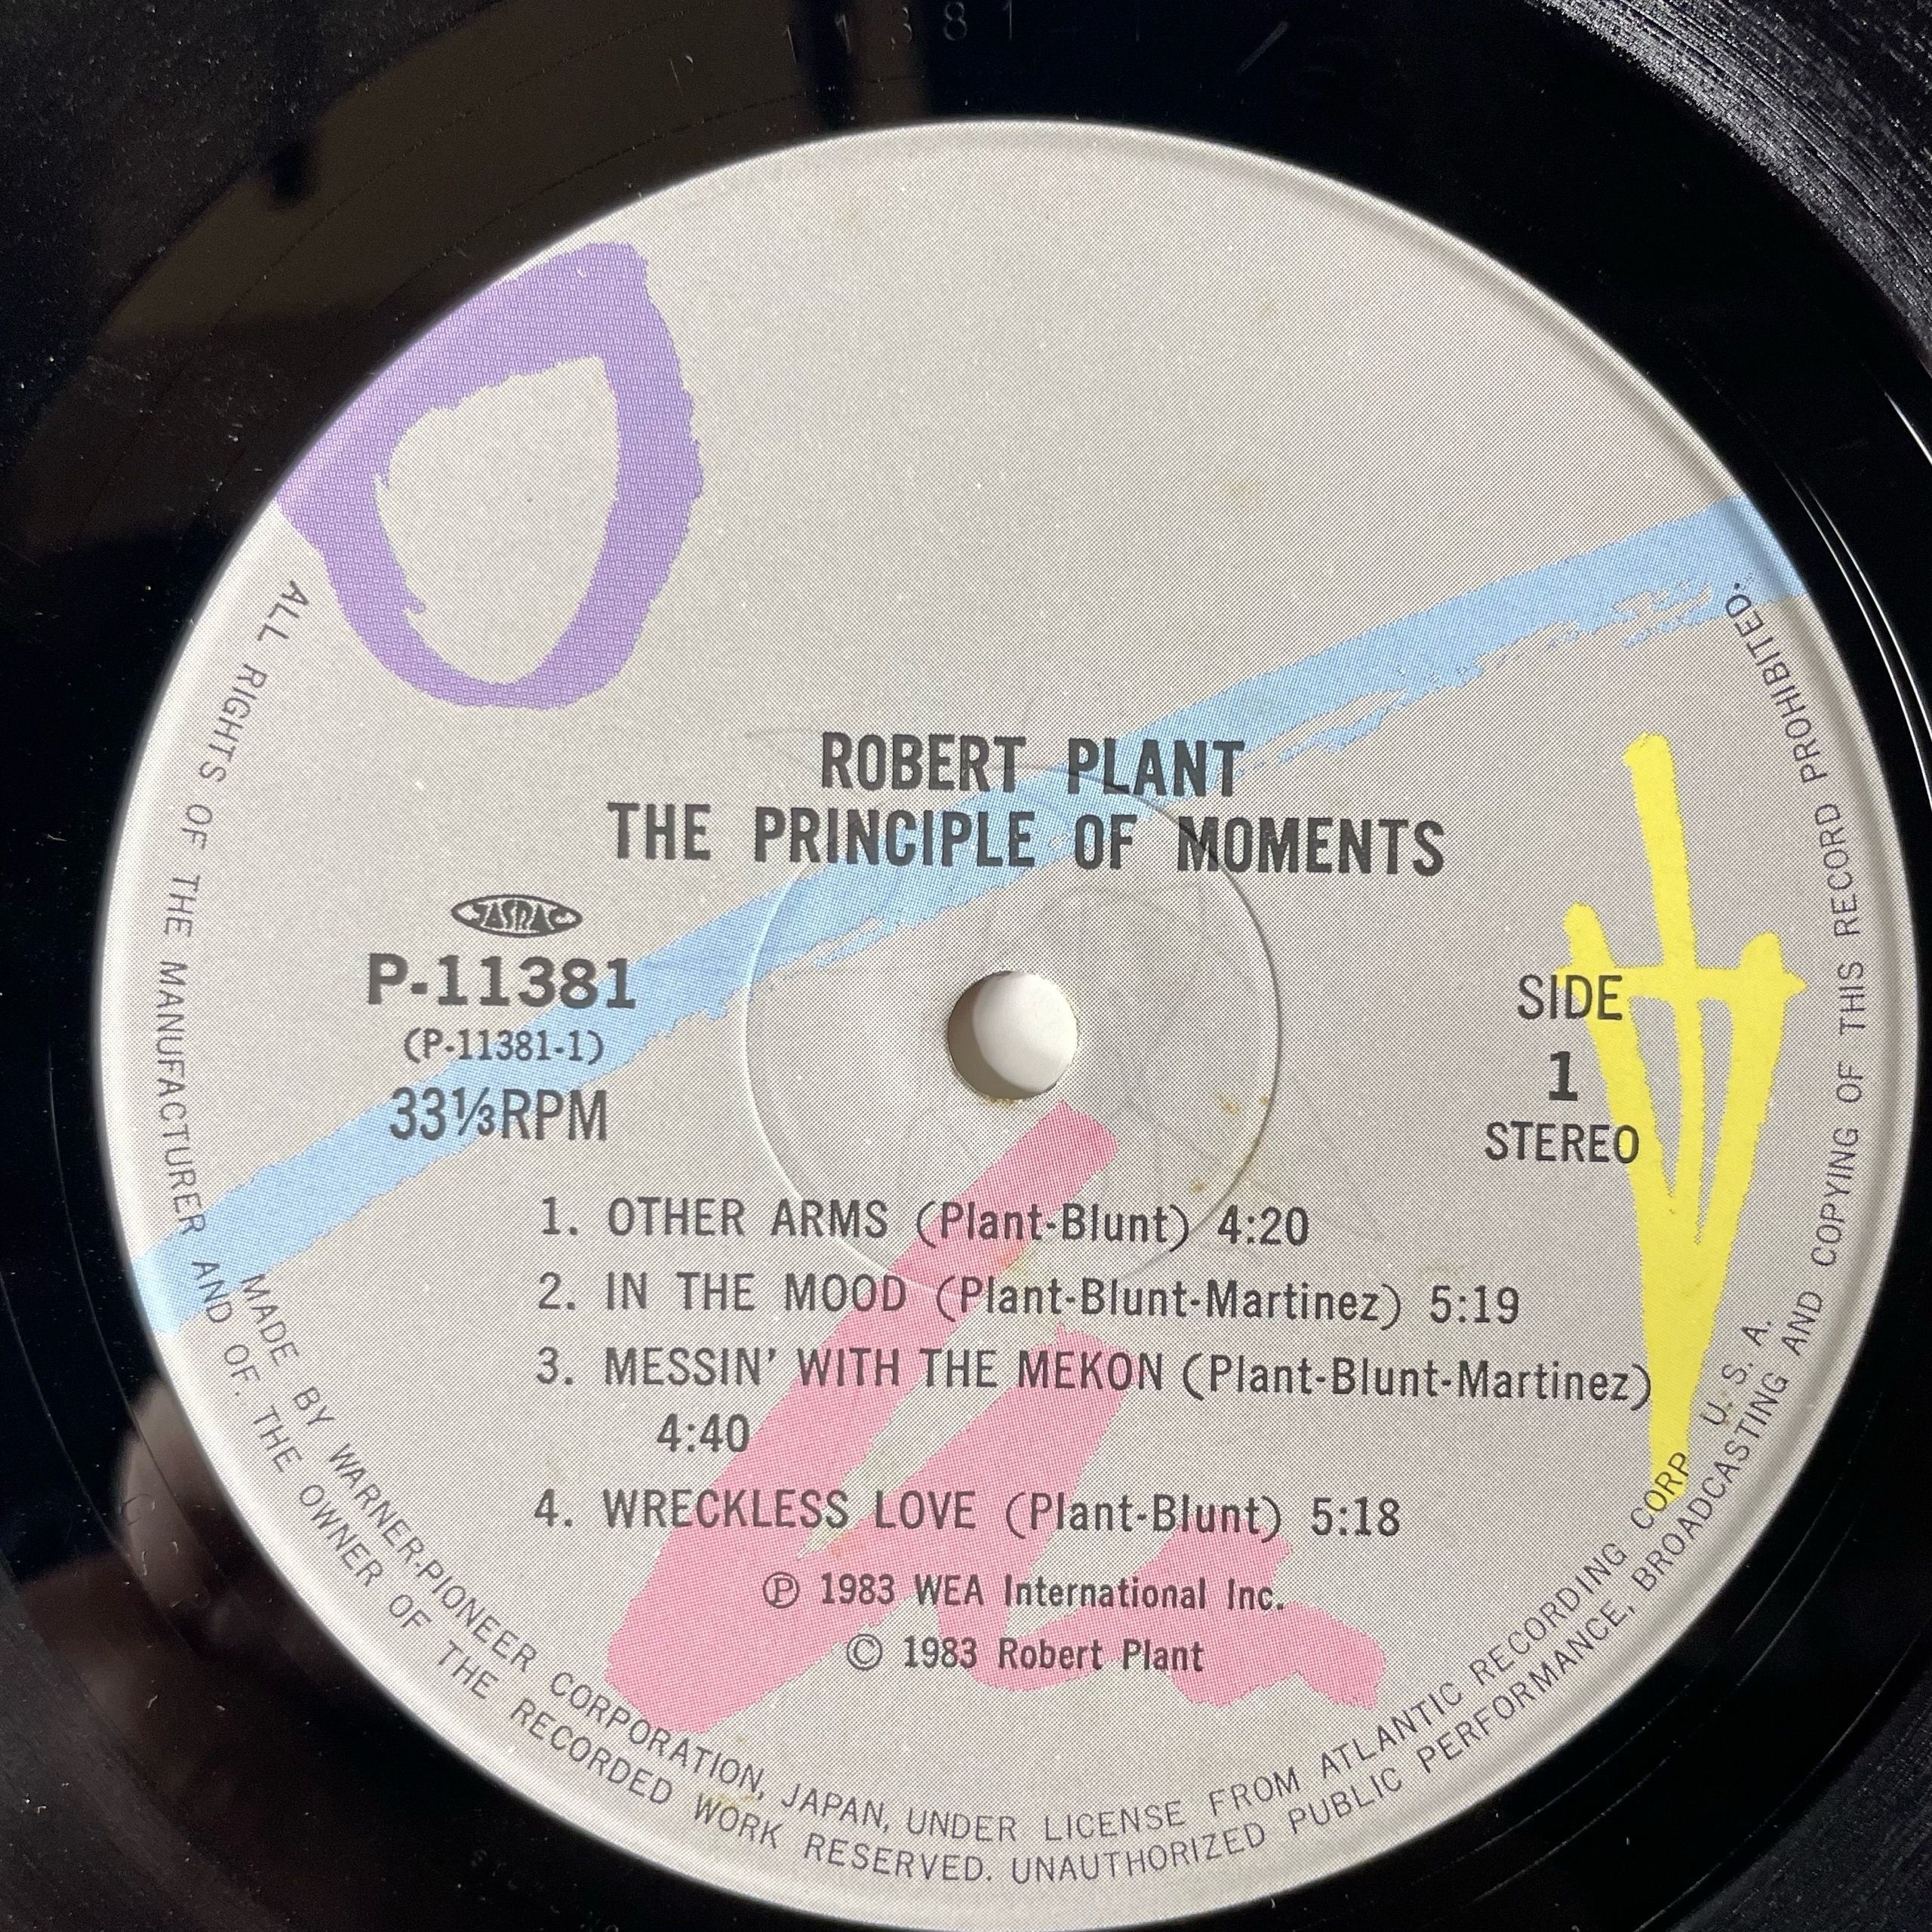 11381
ROBERT PLANT
THE PRINCIPLE OF MOMENTS
JASRAC
P-11381
(P-11381-1)
33⅓RPM
SIDE
1
STEREO
1. OTHER ARMS (Plant-Blunt) 4:20
2. IN THE MOOD (Plant-Blunt-Martinez) 5:19
3. MESSIN' WITH THE MEKON (Plant-Blunt-Martinez)
4:40
4. WRECKLESS LOVE (Plant-Blunt) 5:18
Ⓟ 1983 WEA International Inc.
© 1983 Robert Plant
MADE BY WARNER-PIONEER CORPORATION, JAPAN, UNDER LICENSE FROM ATLANTIC RECORDING CORP. U. S. A.
ALL RIGHTS OF THE MANUFACTURER AND OF. THE OWNER OF THE RECORDED WORK RESERVED. UNAUTHORIZED PUBLIC PERFORMANCE, BROADCASTING AND COPYING OF THIS RECORD PROHIBITED.